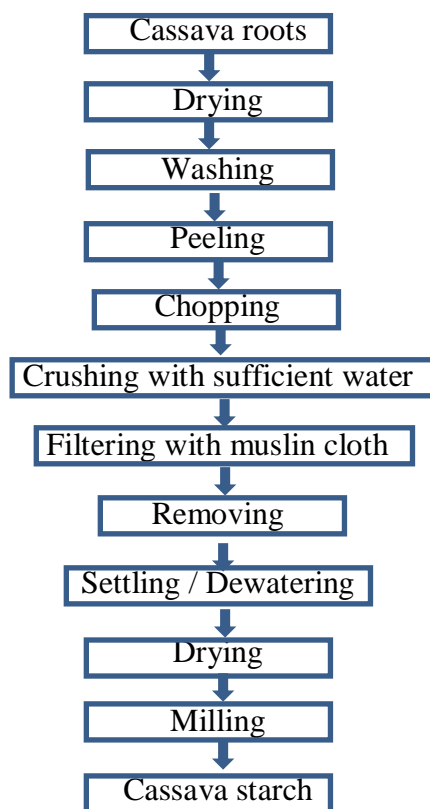 Cassava roots
Drying
Washing
Peeling
Chopping
Crushing with sufficient water
Filtering with muslin cloth
Removing
Settling / Dewatering
Drying
Milling
Cassava starch